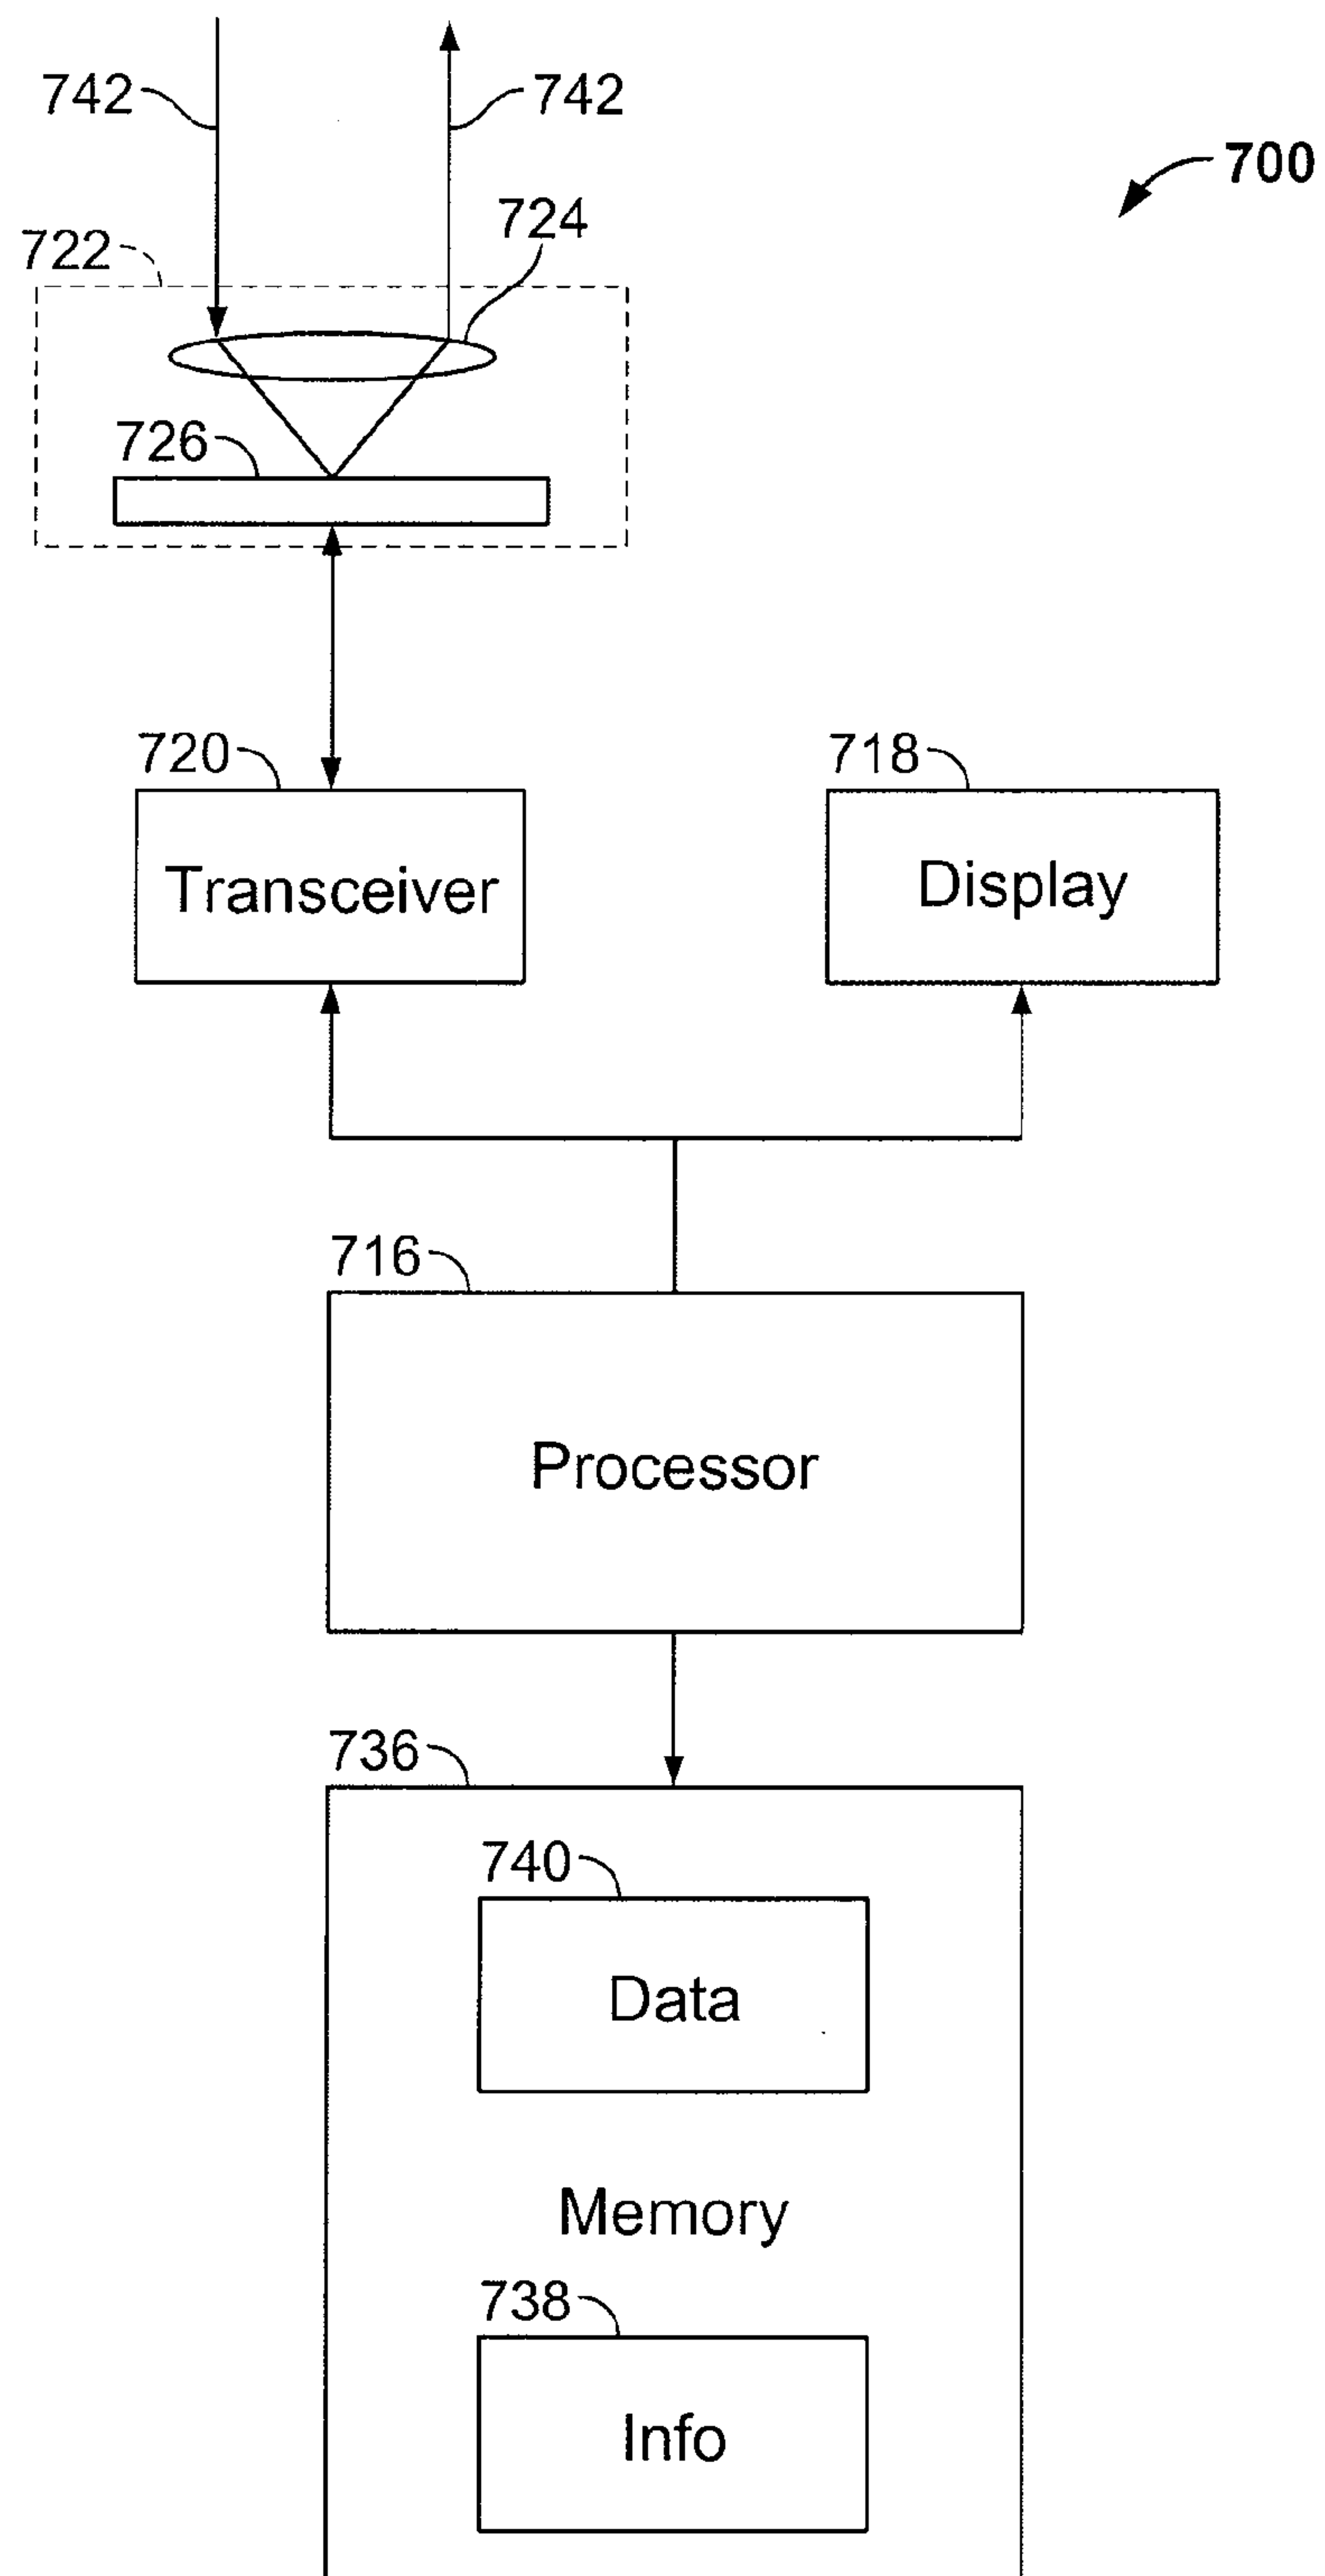 742
742
700
724
722
726
720
718
Transceiver
Display
716
Processor
736
740
Data
Memory
738
Info